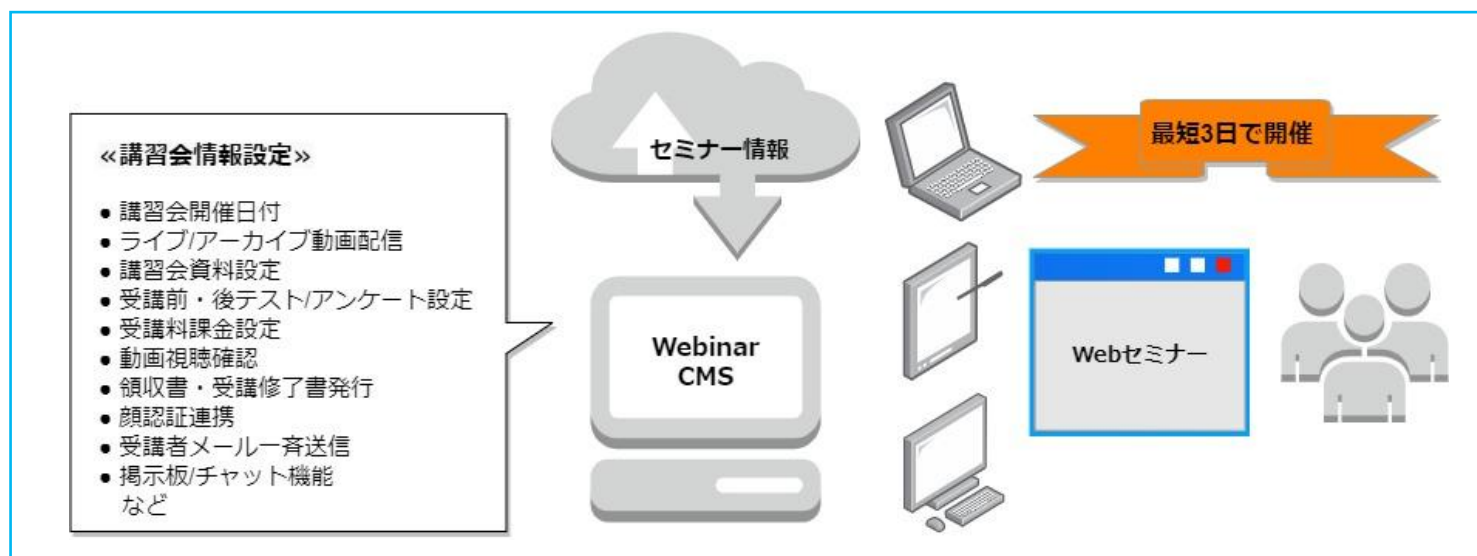 ≪講習会情報設定≫
● 講習会開催日付
● ライブ/アーカイブ動画配信
● 講習会資料設定
● 受講前・後テスト/アンケート設定
● 受講料課金設定
● 動画視聴確認
● 領収書・受講修了書発行
● 顔認証連携
● 受講者メール一斉送信
● 掲示板/チャット機能
など
セミナー情報
Webinar
CMS
最短3日で開催
Webセミナー